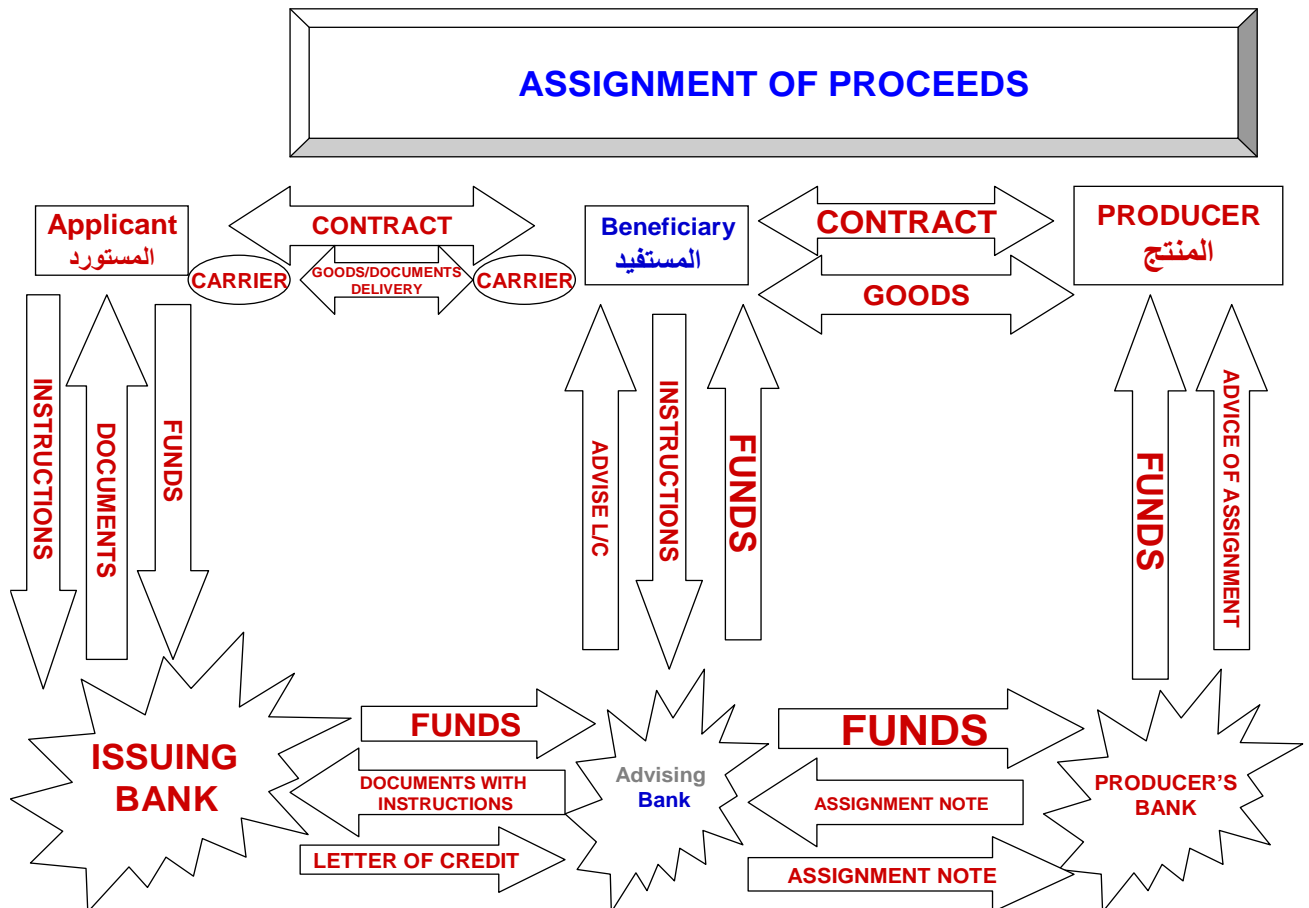 ASSIGNMENT OF PROCEEDS
Applicant
المستورد
CONTRACT
CARRIER
GOODS/DOCUMENTS
DELIVERY
CARRIER
Beneficiary
المستفيد
CONTRACT
GOODS
PRODUCER
المنتج
INSTRUCTIONS
DOCUMENTS
FUNDS
ADVISE L/C
INSTRUCTIONS
FUNDS
FUNDS
ADVICE OF ASSIGNMENT
ISSUING
BANK
FUNDS
DOCUMENTS WITH
INSTRUCTIONS
LETTER OF CREDIT
Advising
Bank
FUNDS
ASSIGNMENT NOTE
ASSIGNMENT NOTE
PRODUCER'S
BANK